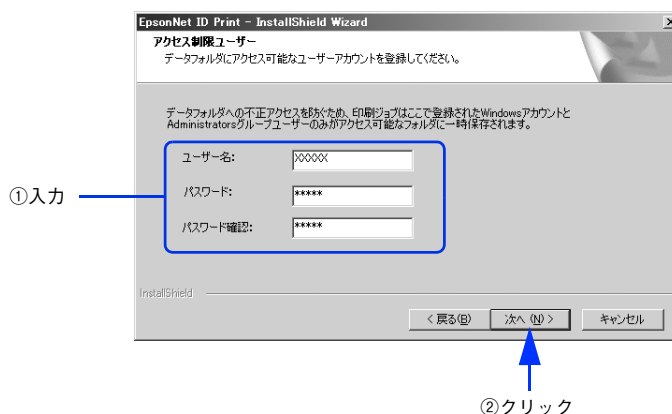 EpsonNet ID Print - InstallShield Wizard
アクセス制限ユーザー
データフォルダにアクセス可能なユーザーアカウントを登録してください。
データフォルダへの不正アクセスを防ぐため、印刷ジョブはここで登録されたWindowsアカウントと
Administratorsグループユーザーのみがアクセス可能なフォルダに一時保存されます。
ユーザー名: XXXXX
①入力
パスワード: *****
パスワード確認: *****
InstallShield
< 戻る(B) 次へ (N) > キャンセル
②クリック